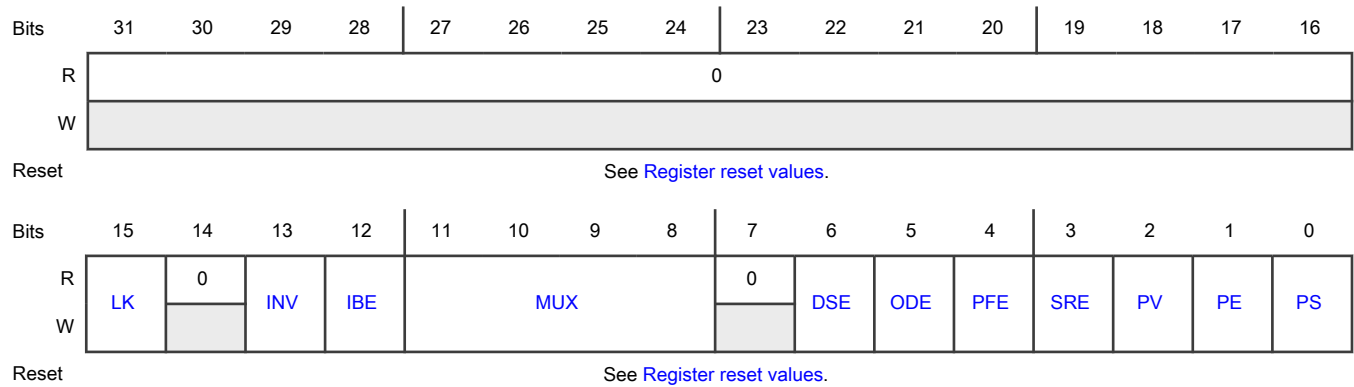 Bits 31 30 29 28 27 26 25 24 23 22 21 20 19 18 17 16
R 0
W
Reset See Register reset values.
Bits 15 14 13 12 11 10 9 8 7 6 5 4 3 2 1 0
R LK 0 INV IBE MUX 0 DSE ODE PFE SRE PV PE PS
W
Reset See Register reset values.